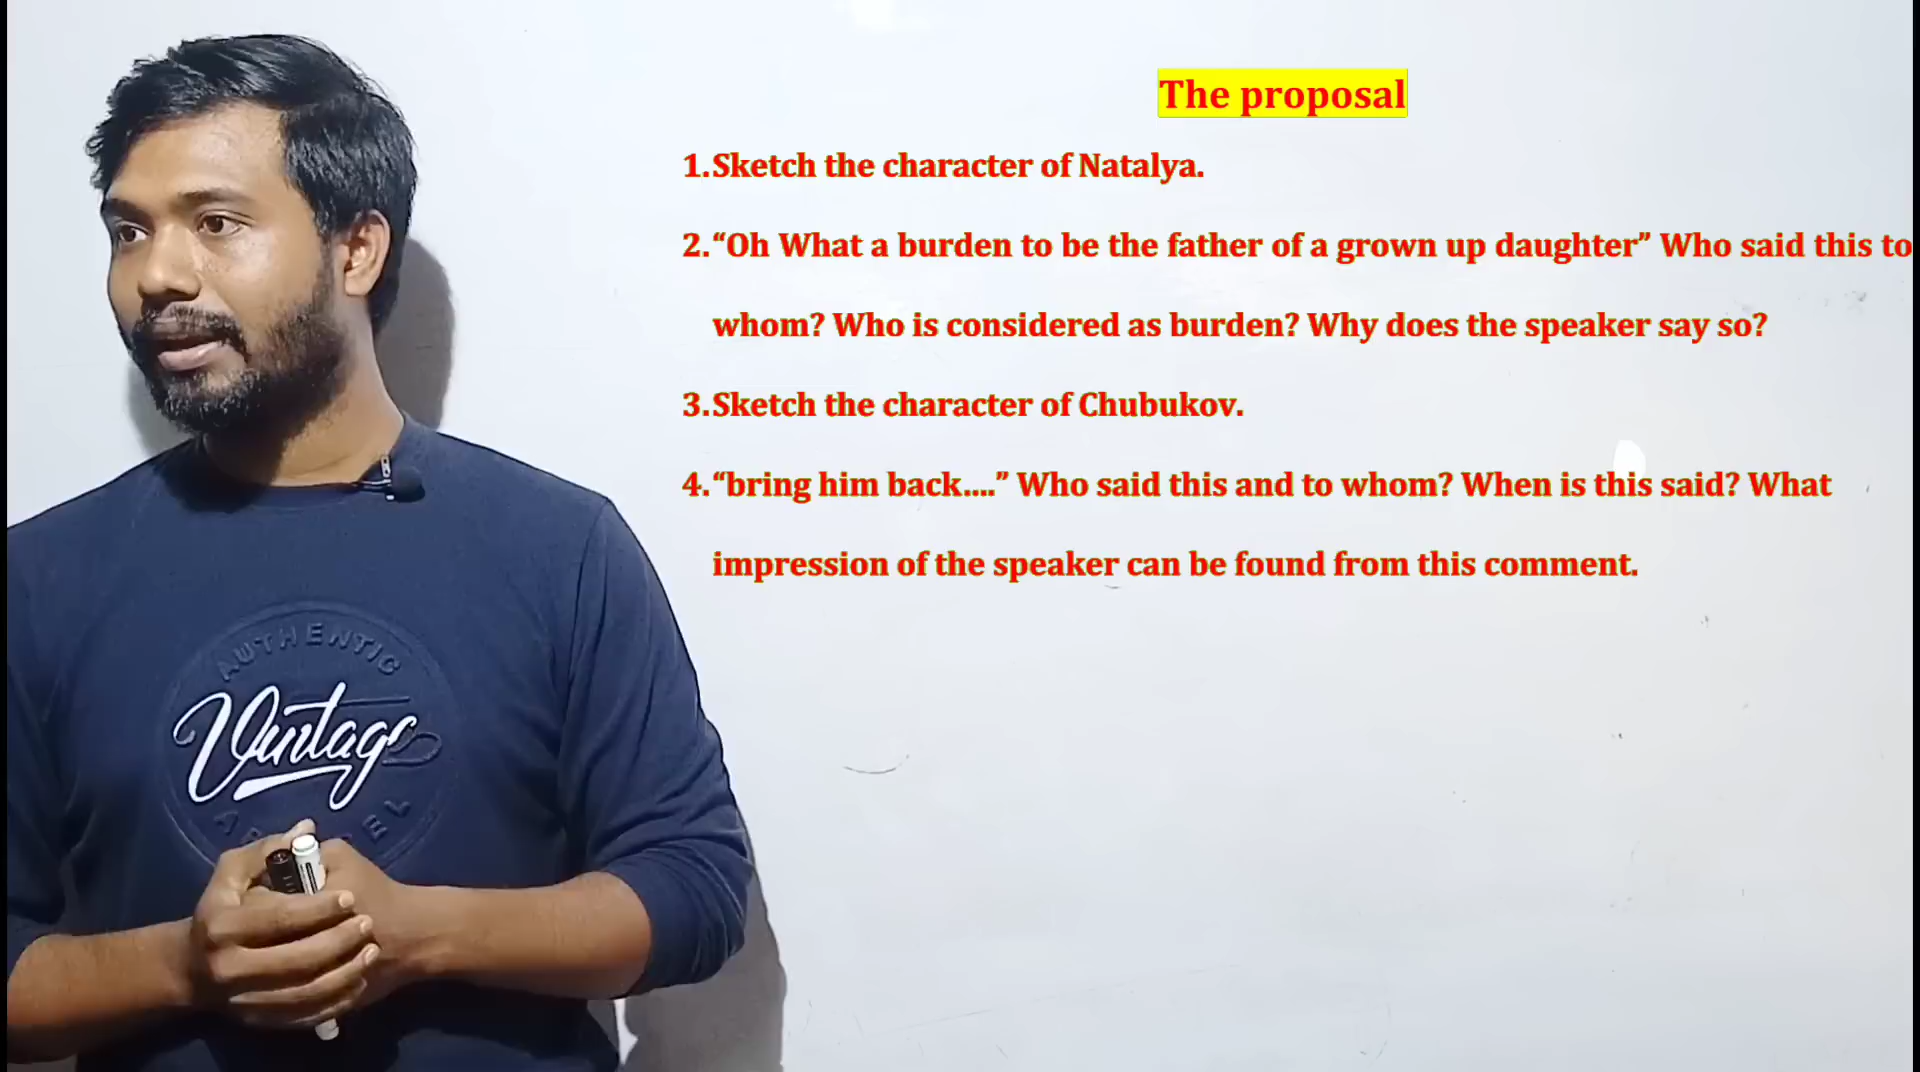 The proposal
1. Sketch the character of Natalya.
2. “Oh What a burden to be the father of a grown up daughter” Who said this to
whom? Who is considered as burden? Why does the speaker say so?
3. Sketch the character of Chubukov.
4. “bring him back....” Who said this and to whom? When is this said? What
impression of the speaker can be found from this comment.
AUTHENTIC
Vintage